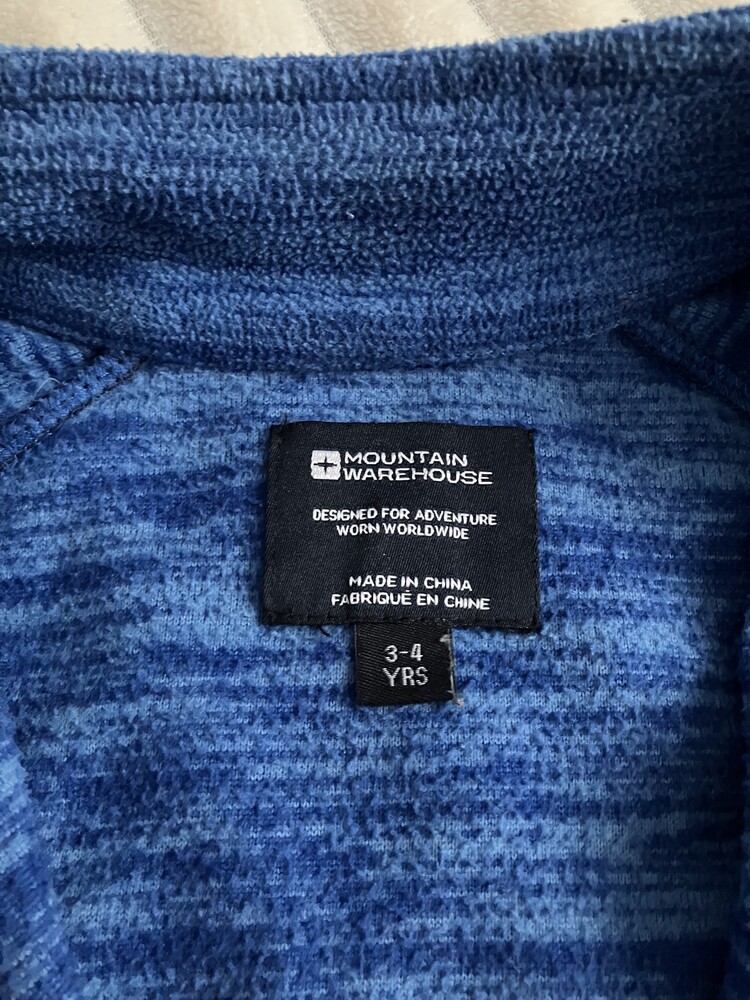 MOUNTAIN
WAREHOUSE
DESIGNED FOR ADVENTURE
WORN WORLDWIDE
MADE IN CHINA
FABRIQUÉ EN CHINE
3-4
YRS